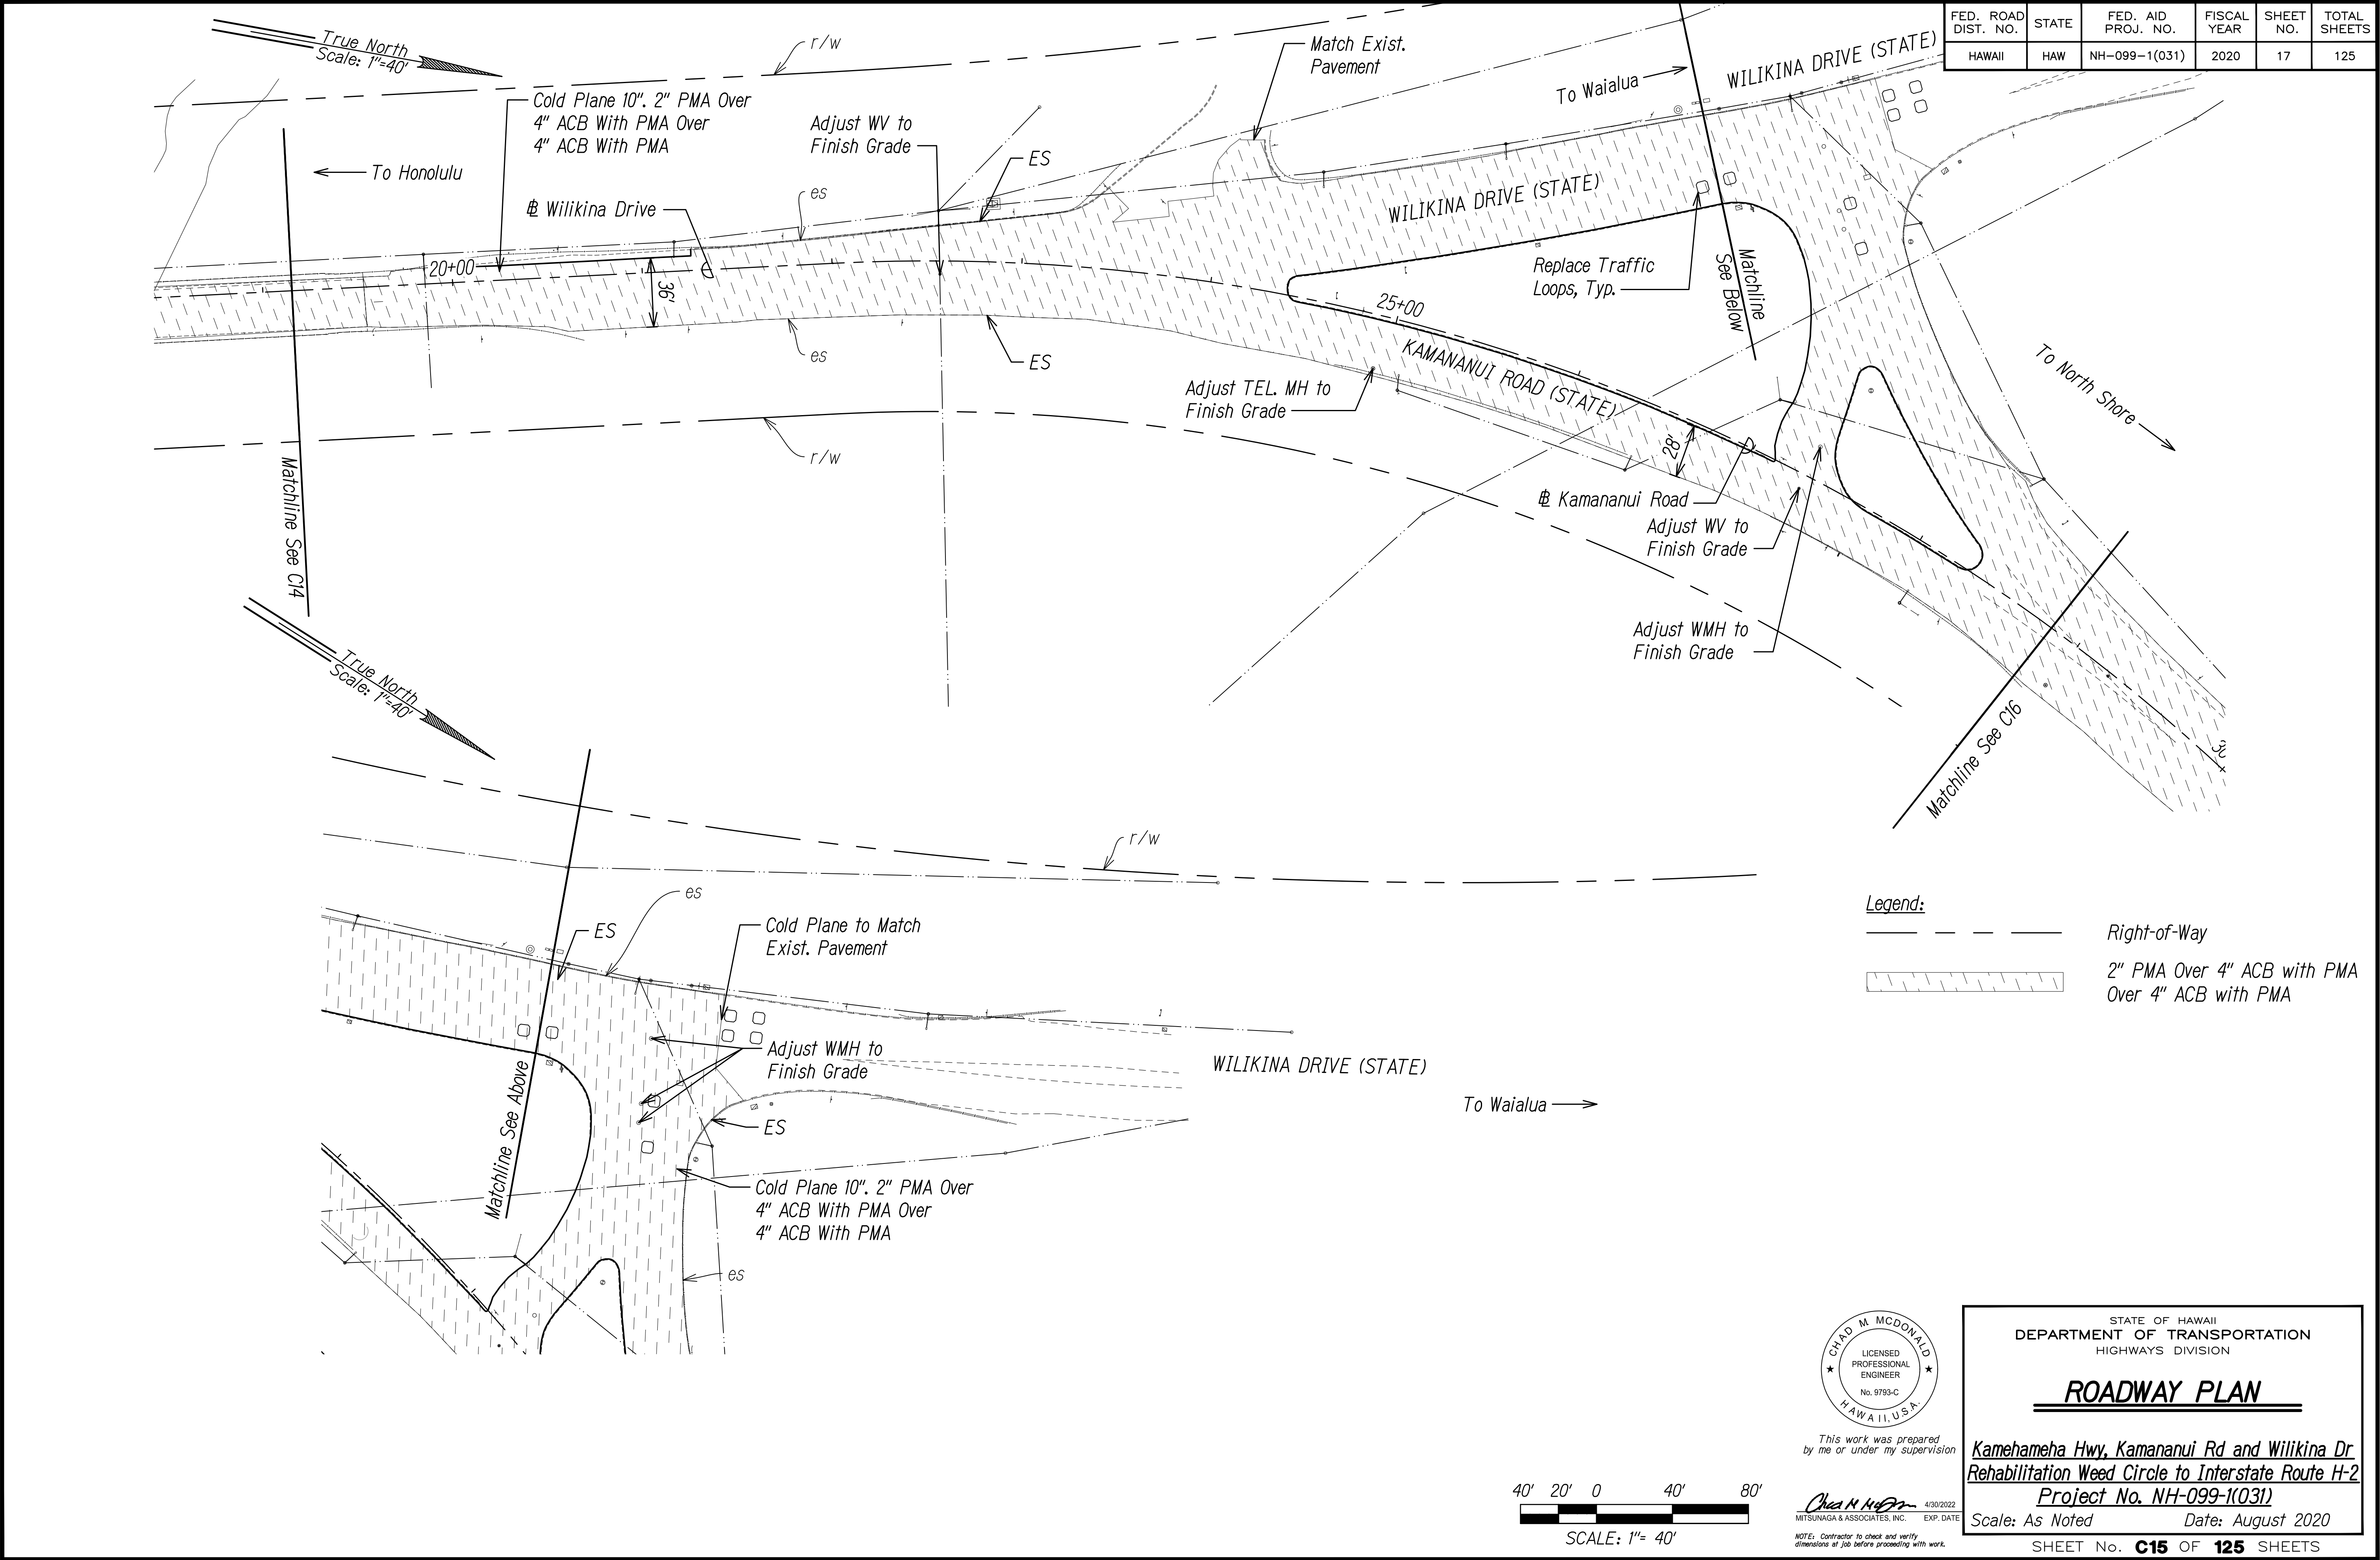 FED. ROAD DIST. NO.
STATE
FED. AID PROJ. NO.
FISCAL YEAR
SHEET NO.
TOTAL SHEETS
HAWAII
HAW
NH-099-1(031)
2020
17
125
True North
Scale: 1"=40'
r/w
Match Exist.
Pavement
To Waialua
WILIKINA DRIVE (STATE)
Cold Plane 10". 2" PMA Over
4" ACB With PMA Over
4" ACB With PMA
Adjust WV to
Finish Grade
To Honolulu
ES
es
℄ Wilikina Drive
WILIKINA DRIVE (STATE)
20+00
36'
Replace Traffic
Loops, Typ.
Matchline
See Below
25+00
es
ES
KAMANANUI ROAD (STATE)
Adjust TEL. MH to
Finish Grade
To North Shore
r/w
28'
Matchline See C14
℄ Kamananui Road
Adjust WV to
Finish Grade
Adjust WMH to
Finish Grade
Matchline See C16
True North
Scale: 1"=40'
r/w
es
ES
Cold Plane to Match
Exist. Pavement
Adjust WMH to
Finish Grade
WILIKINA DRIVE (STATE)
To Waialua
ES
Matchline See Above
Cold Plane 10". 2" PMA Over
4" ACB With PMA Over
4" ACB With PMA
es
Legend:
Right-of-Way
2" PMA Over 4" ACB with PMA
Over 4" ACB with PMA
40' 20' 0 40' 80'
SCALE: 1"= 40'
CHAD M. MCDONALD
LICENSED
PROFESSIONAL
ENGINEER
No. 9793-C
HAWAII, U.S.A.
This work was prepared
by me or under my supervision
4/30/2022
MITSUNAGA & ASSOCIATES, INC. EXP. DATE
NOTE: Contractor to check and verify
dimensions at job before proceeding with work.
STATE OF HAWAII
DEPARTMENT OF TRANSPORTATION
HIGHWAYS DIVISION
ROADWAY PLAN
Kamehameha Hwy, Kamananui Rd and Wilikina Dr
Rehabilitation Weed Circle to Interstate Route H-2
Project No. NH-099-1(031)
Scale: As Noted Date: August 2020
SHEET No. C15 OF 125 SHEETS